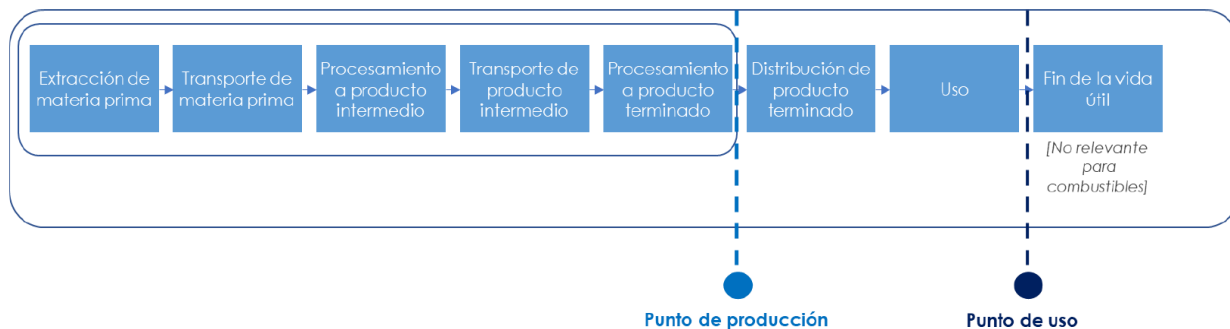 Extracción de
materia prima
Transporte de
materia prima
Procesamiento
a producto
intermedio
Transporte de
producto
intermedio
Procesamiento
a producto
terminado
Distribución de
producto
terminado
Uso
Fin de la vida
útil
[No relevante
para
combustibles]
Punto de producción
Punto de uso